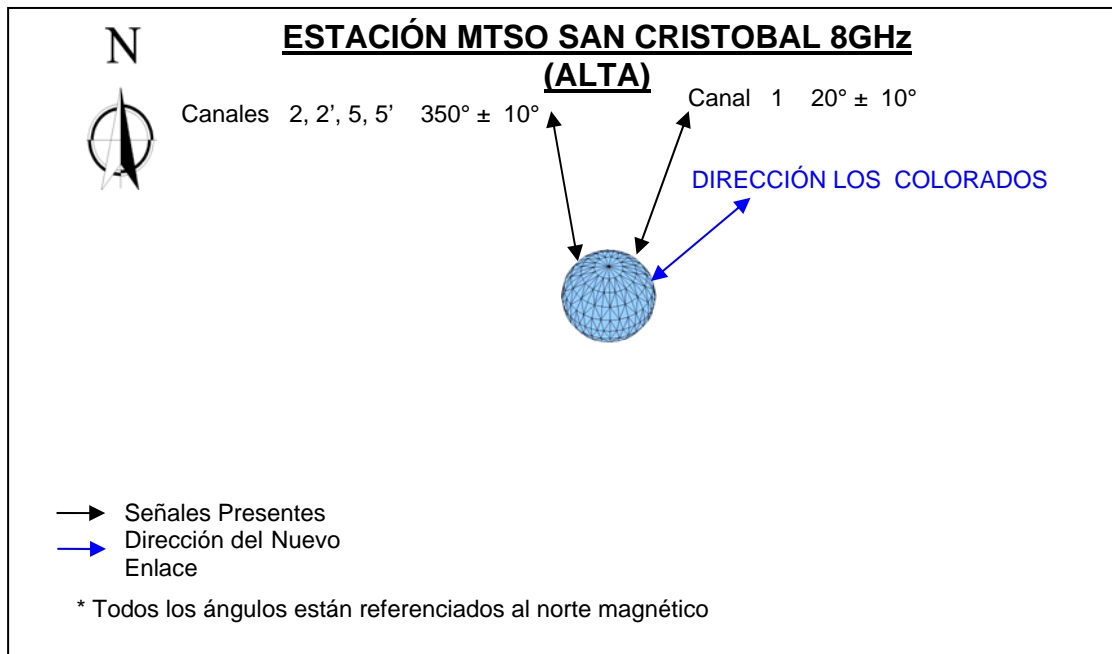 N
ESTACIÓN MTSO SAN CRISTOBAL 8GHz
(ALTA)
Canales 2, 2’, 5, 5’ 350° ± 10°
Canal 1 20° ± 10°
DIRECCIÓN LOS COLORADOS
Señales Presentes
Dirección del Nuevo
Enlace
* Todos los ángulos están referenciados al norte magnético